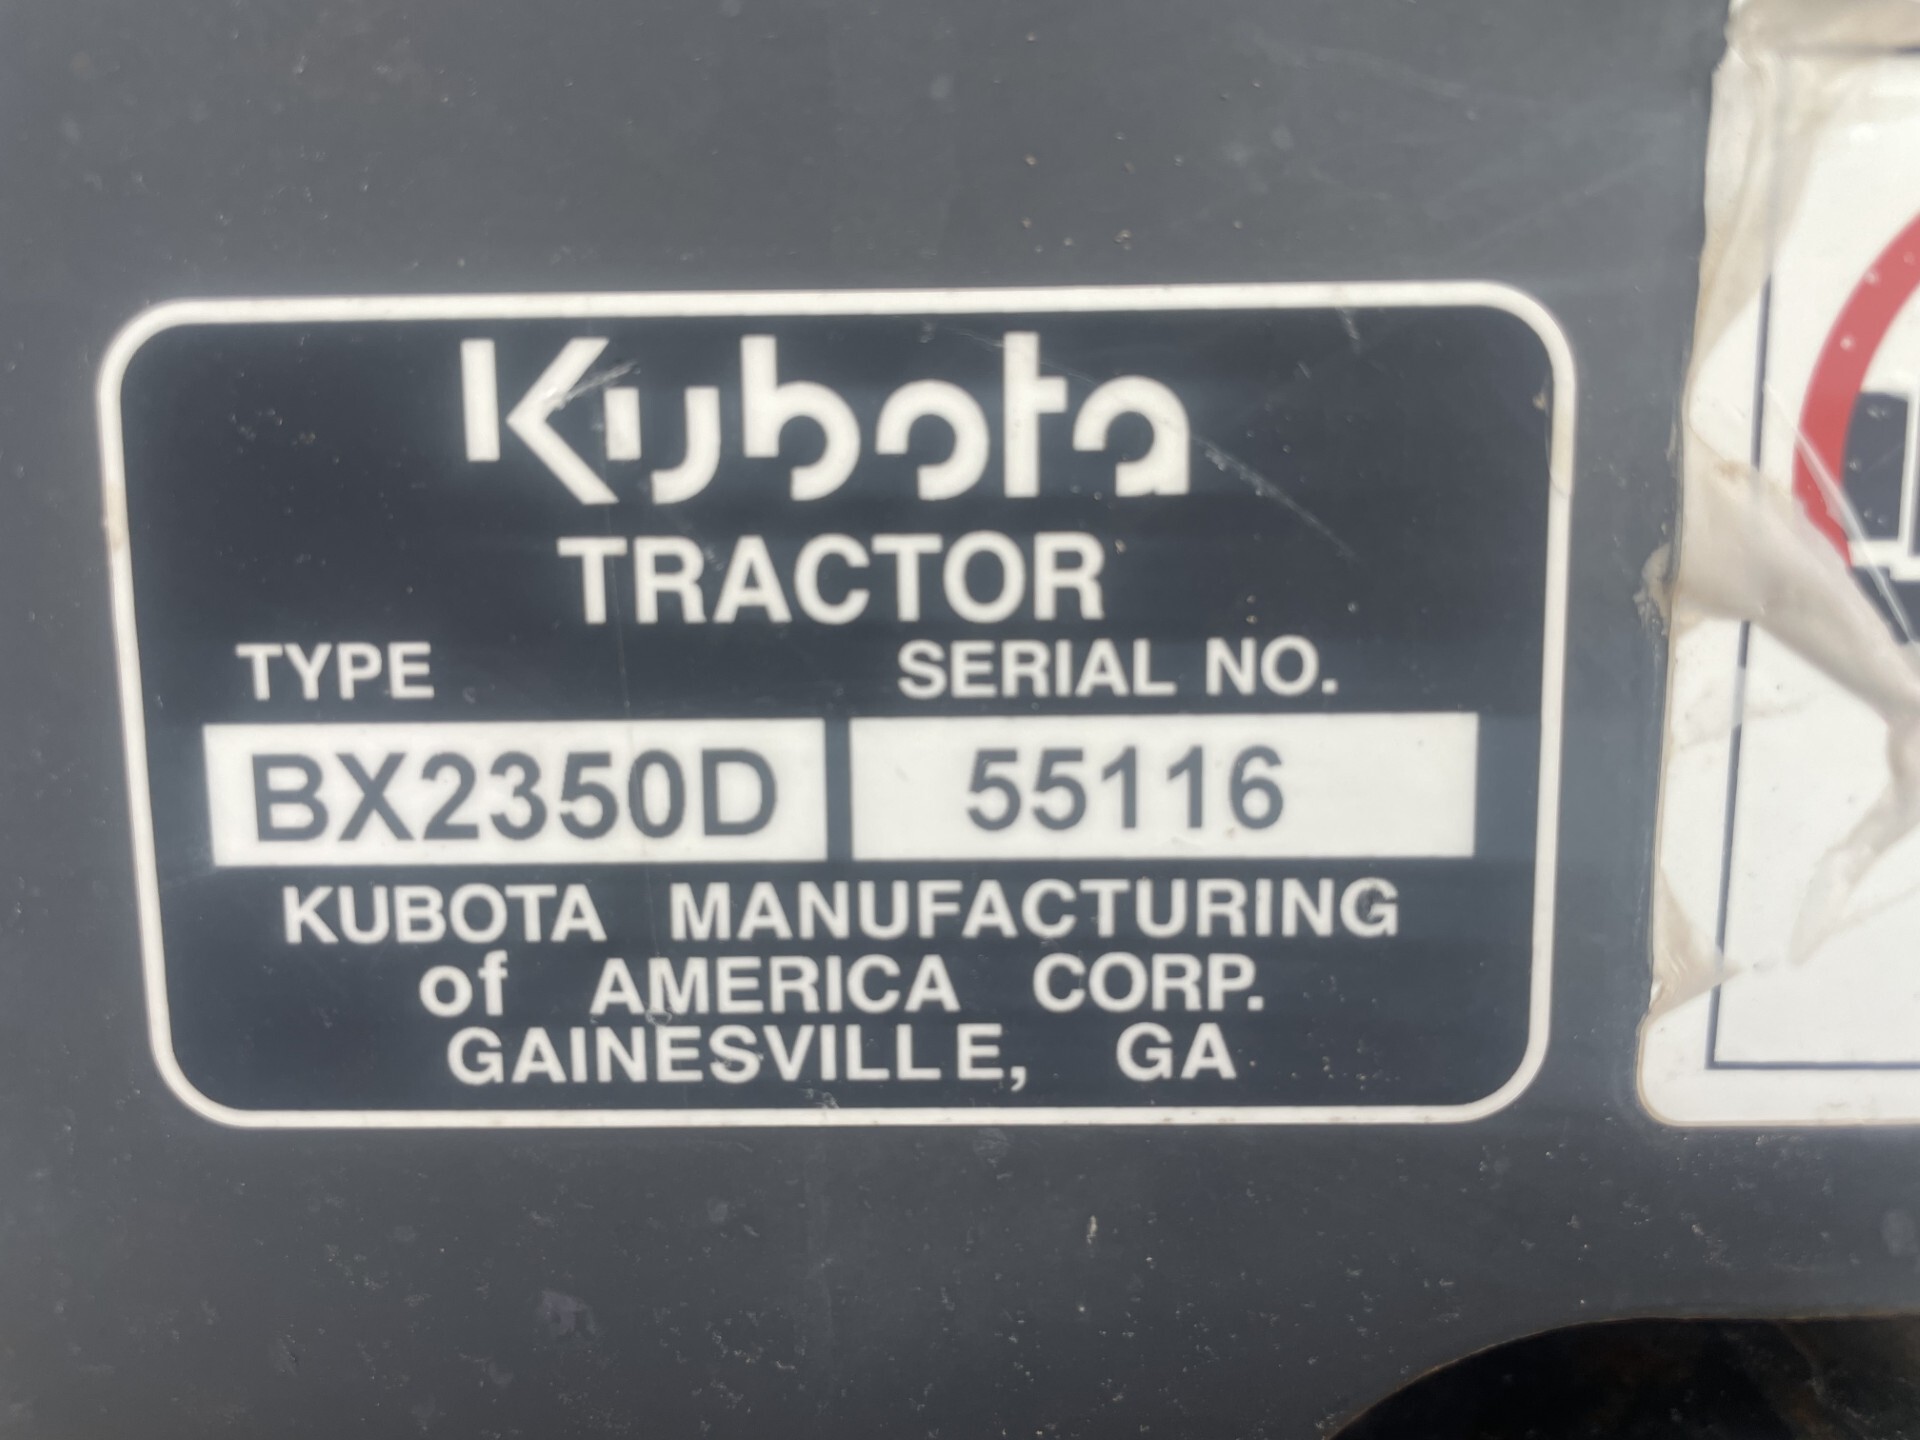 Kubota
TRACTOR
TYPE SERIAL NO.
BX2350D 55116
KUBOTA MANUFACTURING
of AMERICA CORP.
GAINESVILLE, GA